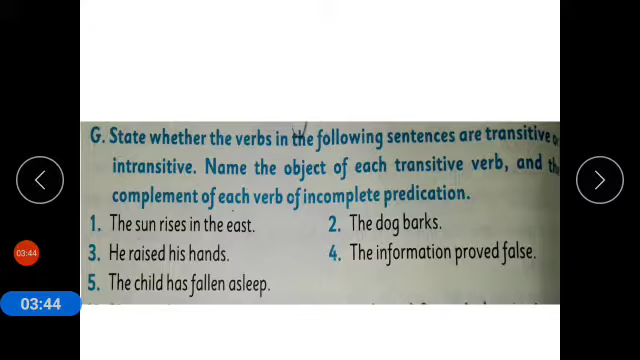 G. State whether the verbs in the following sentences are transitive
intransitive. Name the object of each transitive verb, and
complement of each verb of incomplete predication.
1. The sun rises in the east.
2. The dog barks.
3. He raised his hands.
4. The information proved false.
5. The child has fallen asleep.
03:44
03:44